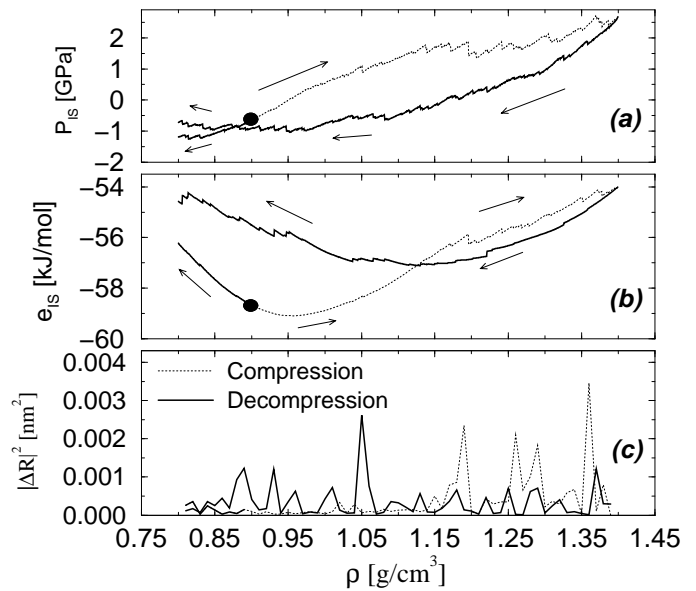 2
1
0
−1
−2
P_IS [GPa]
(a)
−54
−56
−58
−60
e_IS [kJ/mol]
(b)
0.004
0.003
0.002
0.001
0.000
|ΔR|² [nm²]
Compression
Decompression
(c)
0.75 0.85 0.95 1.05 1.15 1.25 1.35 1.45
ρ [g/cm³]